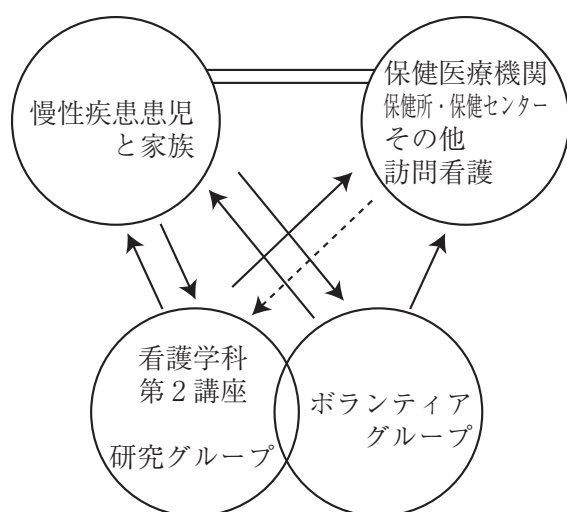 慢性疾患患児
と家族
保健医療機関
保健所・保健センター
その他
訪問看護
看護学科
第２講座
研究グループ
ボランティア
グループ